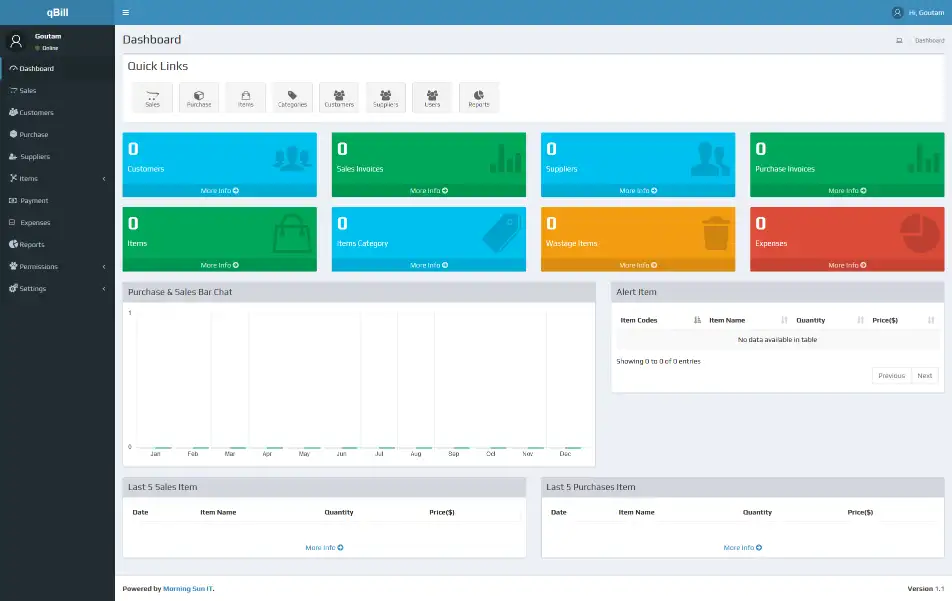 qBill
Hi, Goutam
Goutam
Online
Dashboard
Sales
Customers
Purchase
Suppliers
Items
Payment
Expenses
Reports
Permissions
Settings
Dashboard
Dashboard
Quick Links
Sales
Purchase
Items
Categories
Customers
Suppliers
Users
Reports
0
Customers
More Info
0
Sales Invoices
More Info
0
Suppliers
More Info
0
Purchase Invoices
More Info
0
Items
More Info
0
Items Category
More Info
0
Wastage Items
More Info
0
Expenses
More Info
Purchase & Sales Bar Chat
1
0
Jan Feb Mar Apr May Jun Jul Aug Sep Oct Nov Dec
Alert Item
Item Codes Item Name Quantity Price($)
No data available in table
Showing 0 to 0 of 0 entries
Previous Next
Last 5 Sales Item
Date Item Name Quantity Price($)
More Info
Last 5 Purchases Item
Date Item Name Quantity Price($)
More Info
Powered by Morning Sun IT.
Version 1.1